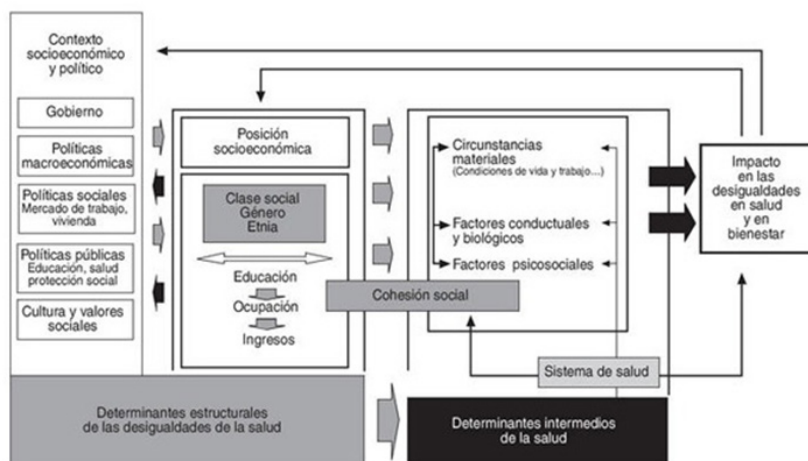 Contexto
socioeconómico
y político
Gobierno
Políticas
macroeconómicas
Políticas sociales
Mercado de trabajo,
vivienda
Políticas públicas
Educación, salud
protección social
Cultura y valores
sociales
Posición
socioeconómica
Clase social
Género
Etnia
Educación
Ocupación
Ingresos
Cohesión social
Circunstancias
materiales
(Condiciones de vida y trabajo...)
Factores conductuales
y biológicos
Factores psicosociales
Impacto
en las
desigualdades
en salud
y en
bienestar
Sistema de salud
Determinantes estructurales
de las desigualdades de la salud
Determinantes intermedios
de la salud